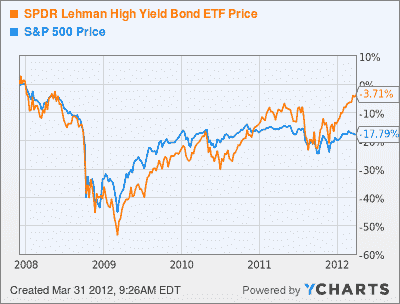 SPDR Lehman High Yield Bond ETF Price
S&P 500 Price
10%
0%
-3.71%
-10%
-17.79%
-20%
-30%
-40%
-50%
-60%
2008 2009 2010 2011 2012
Created Mar 31 2012, 9:26AM EDT Powered by YCHARTS